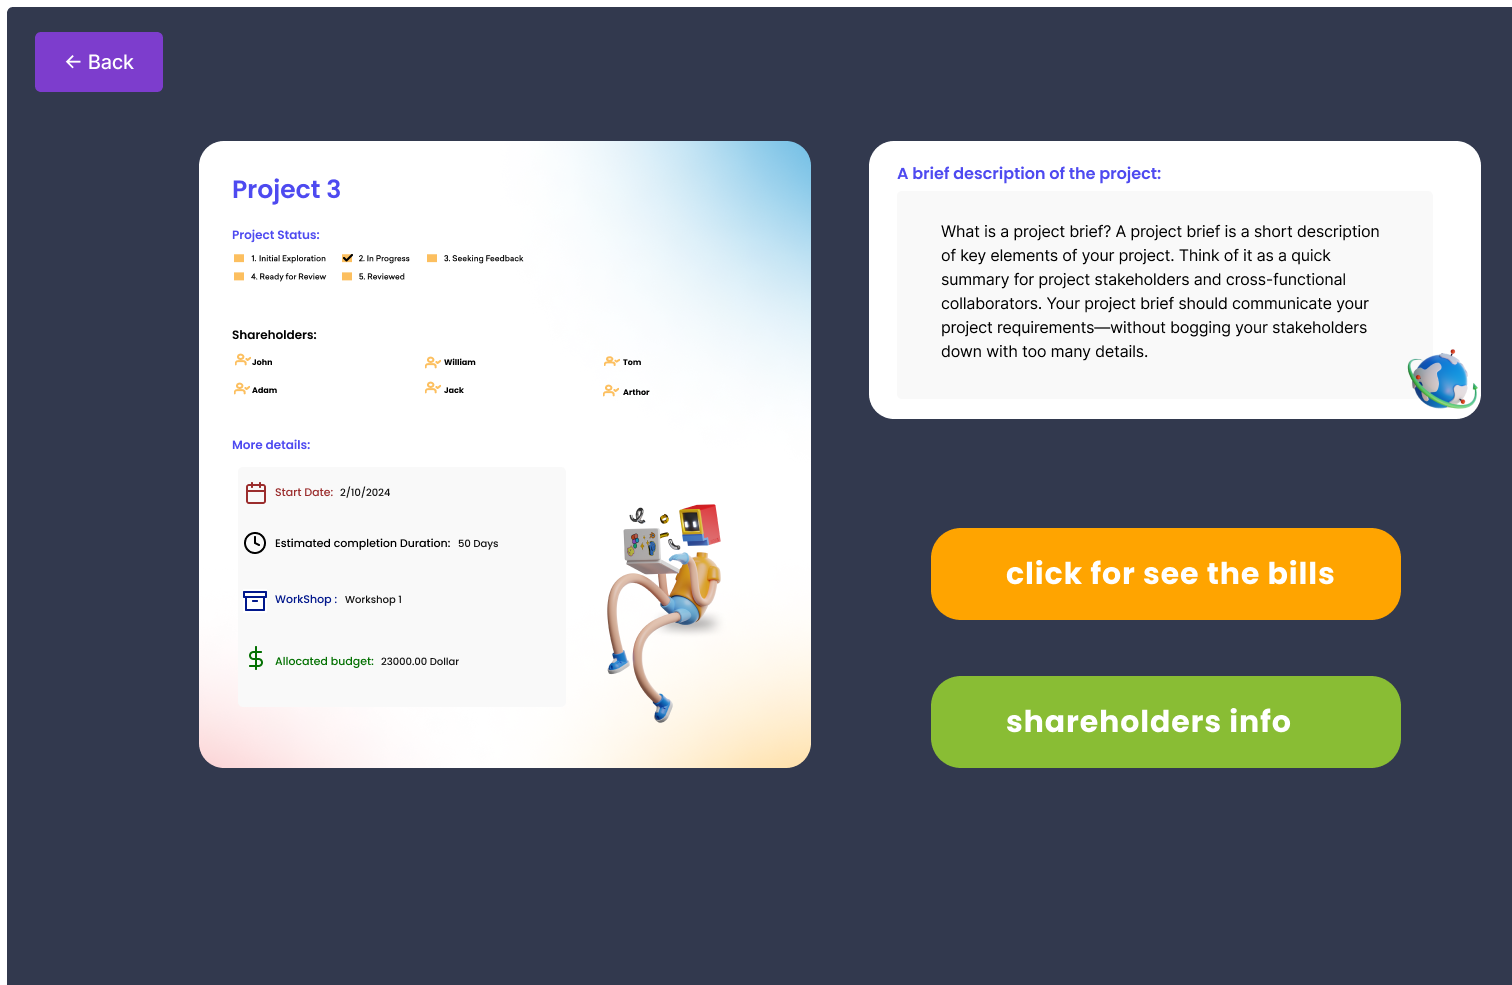 ← Back
Project 3
Project Status:
1. Initial Exploration 2. In Progress 3. Seeking Feedback
4. Ready for Review 5. Reviewed
Shareholders:
John William Tom
Adam Jack Arthor
More details:
Start Date: 2/10/2024
Estimated completion Duration: 50 Days
WorkShop : Workshop 1
Allocated budget: 23000.00 Dollar
A brief description of the project:
What is a project brief? A project brief is a short description
of key elements of your project. Think of it as a quick
summary for project stakeholders and cross-functional
collaborators. Your project brief should communicate your
project requirements—without bogging your stakeholders
down with too many details.
click for see the bills
shareholders info